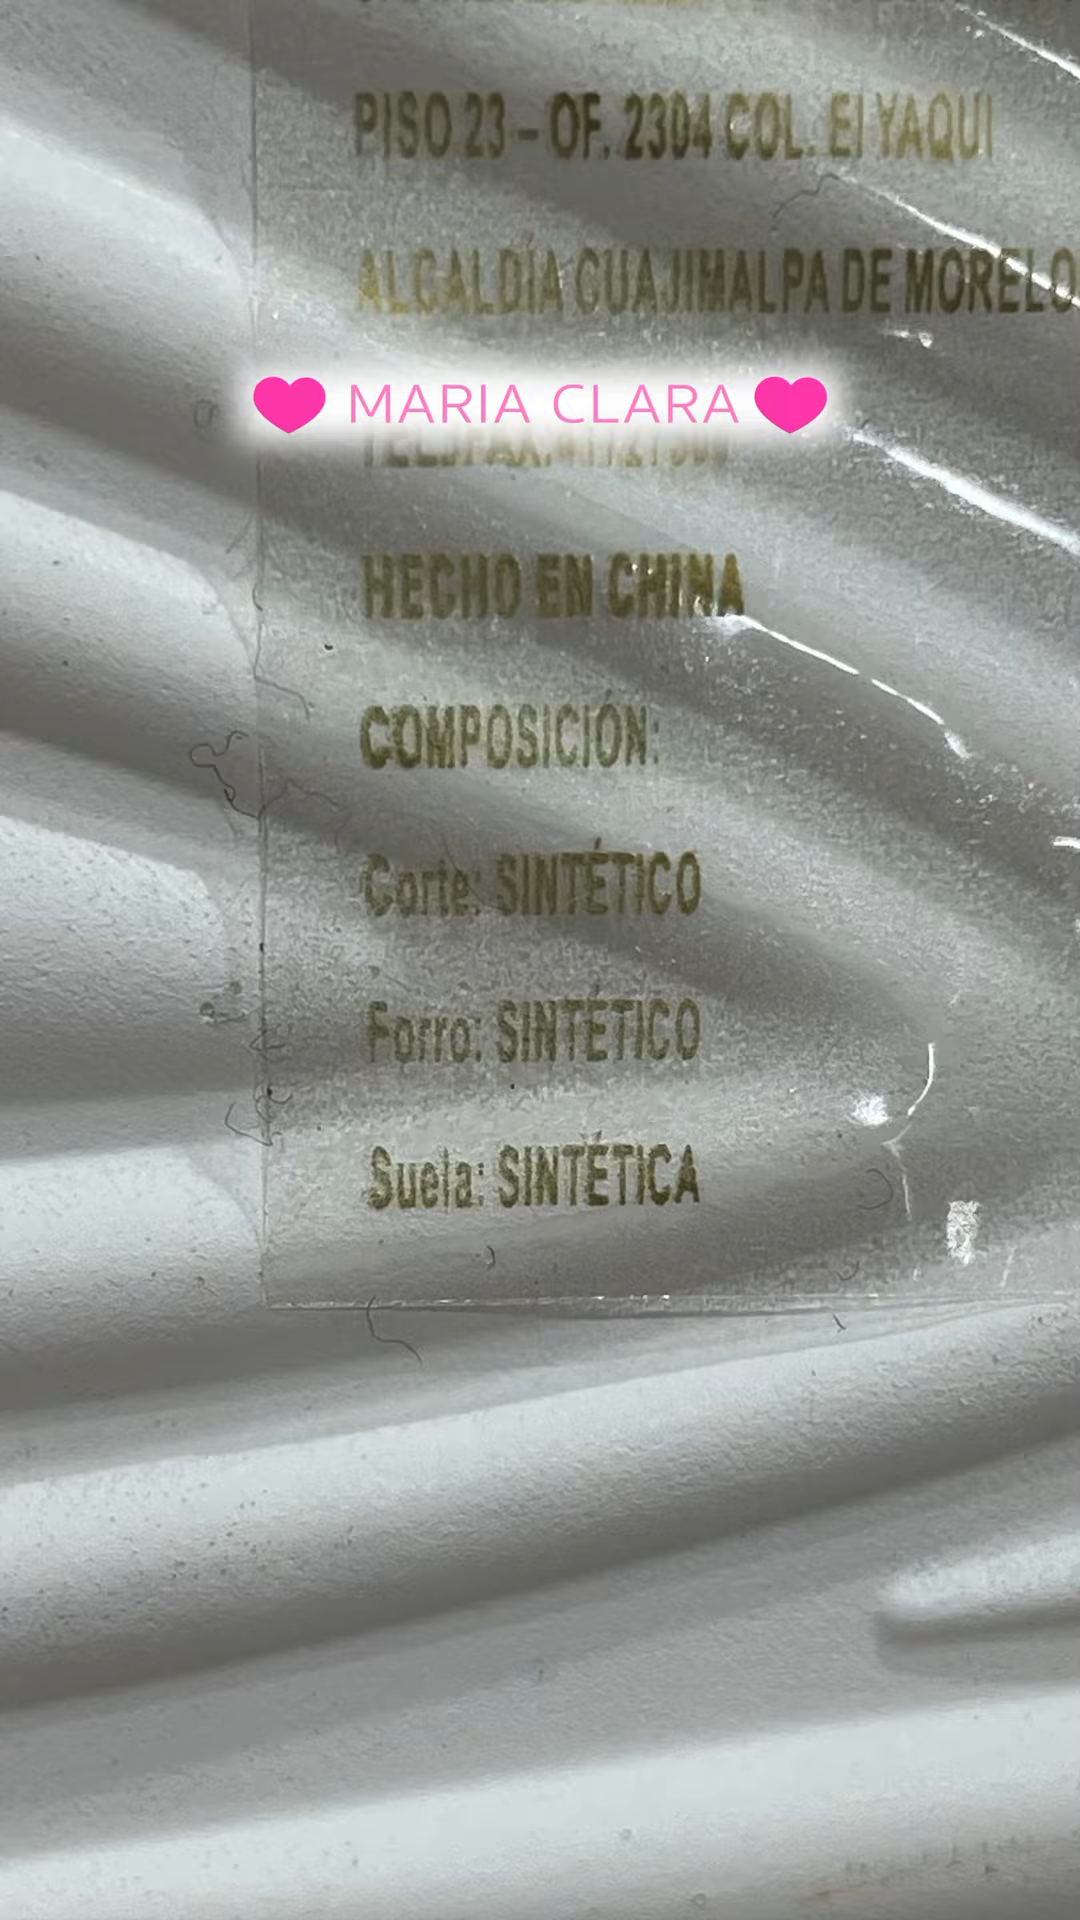 PISO 23 - OF. 2304 COL. El YAQUI
ALCALDÍA CUAJIMALPA DE MORELO
♥ MARIA CLARA ♥
HECHO EN CHINA
COMPOSICIÓN:
Corte: SINTÉTICO
Forro: SINTÉTICO
Suela: SINTÉTICA